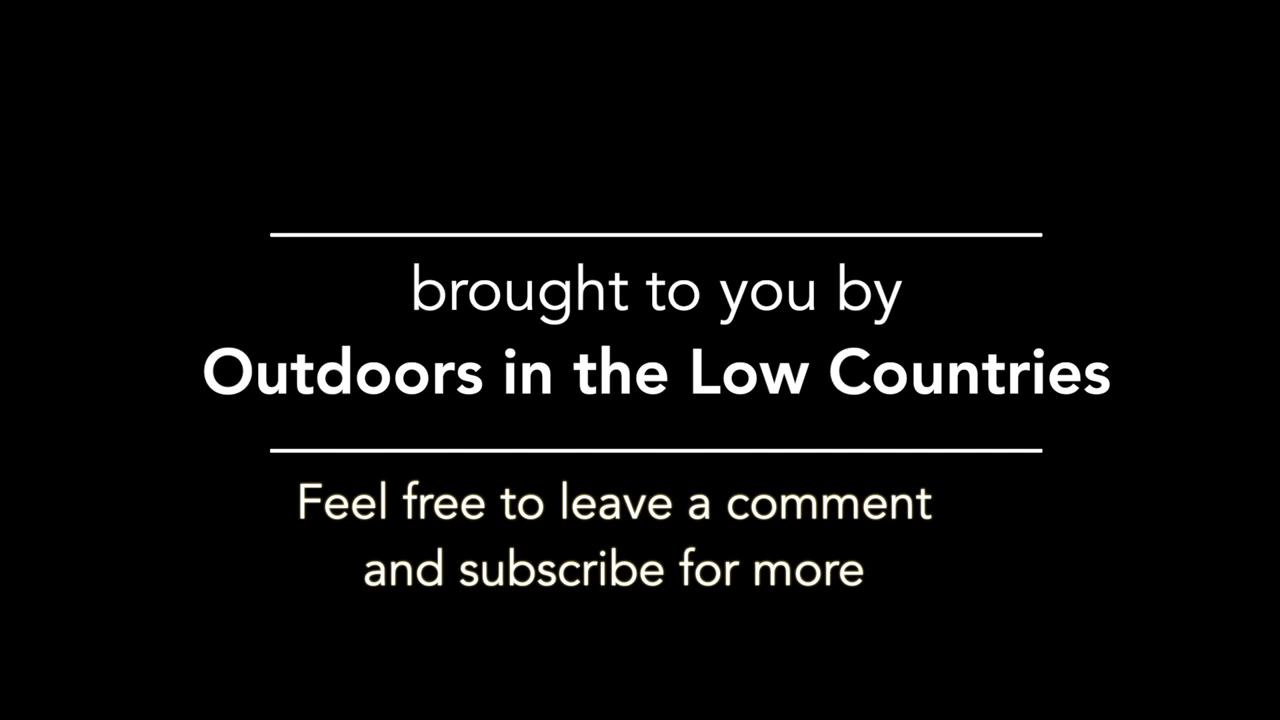 brought to you by
Outdoors in the Low Countries
Feel free to leave a comment
and subscribe for more